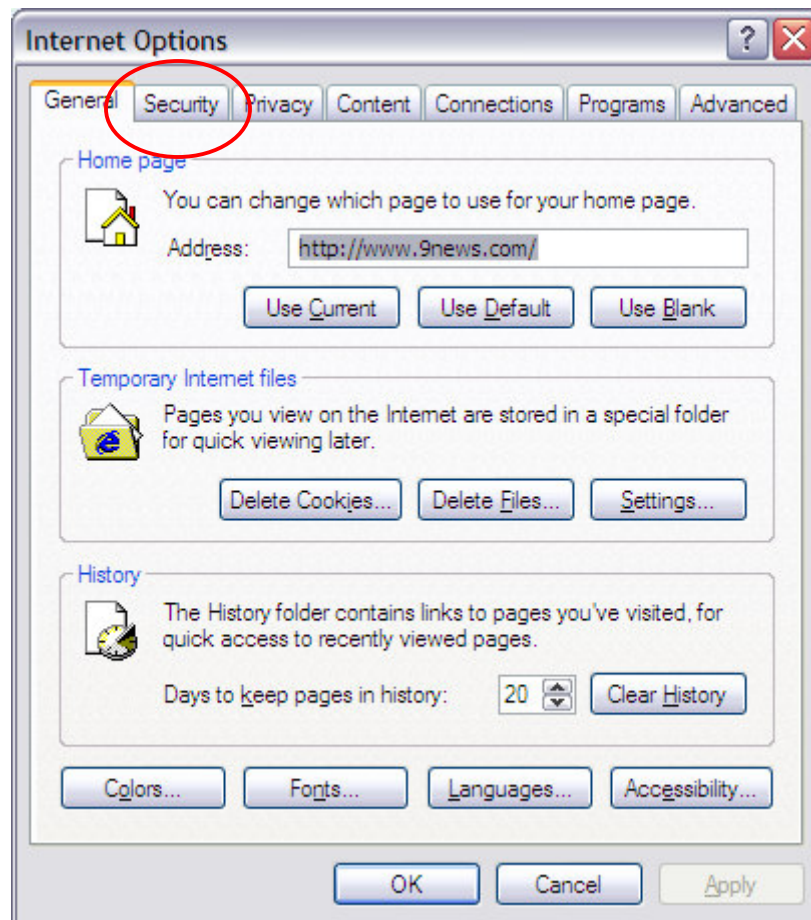 Internet Options
?
General Security Privacy Content Connections Programs Advanced
Home page
You can change which page to use for your home page.
Address: http://www.9news.com/
Use Current Use Default Use Blank
Temporary Internet files
Pages you view on the Internet are stored in a special folder
for quick viewing later.
Delete Cookies... Delete Files... Settings...
History
The History folder contains links to pages you've visited, for
quick access to recently viewed pages.
Days to keep pages in history: 20 Clear History
Colors... Fonts... Languages... Accessibility...
OK Cancel Apply